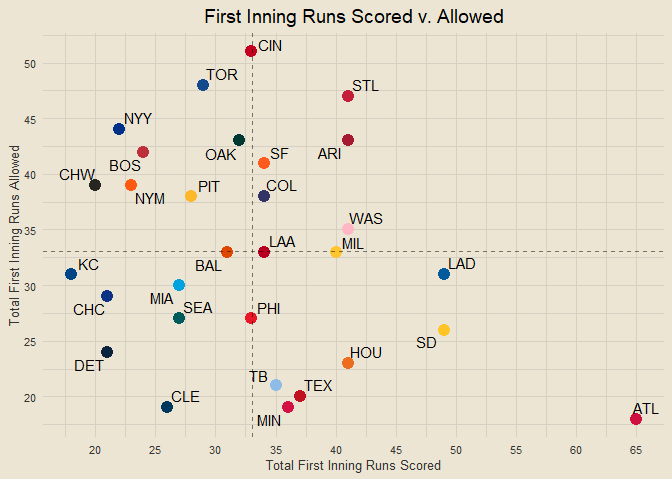 First Inning Runs Scored v. Allowed
CIN
TOR
STL
NYY
OAK
SF
ARI
BOS
CHW
NYM
PIT
COL
WAS
LAA
MIL
BAL
KC
LAD
MIA
CHC
SEA
PHI
SD
DET
HOU
TB
TEX
CLE
MIN
ATL
50
45
40
35
30
25
20
Total First Inning Runs Allowed
20 25 30 35 40 45 50 55 60 65
Total First Inning Runs Scored